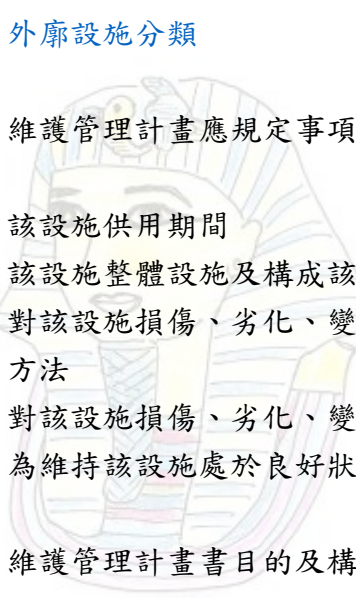 外廓設施分類
維護管理計畫應規定事項
該設施供用期間
該設施整體設施及構成該
對該設施損傷、劣化、變
方法
對該設施損傷、劣化、變
為維持該設施處於良好狀
維護管理計畫書目的及構